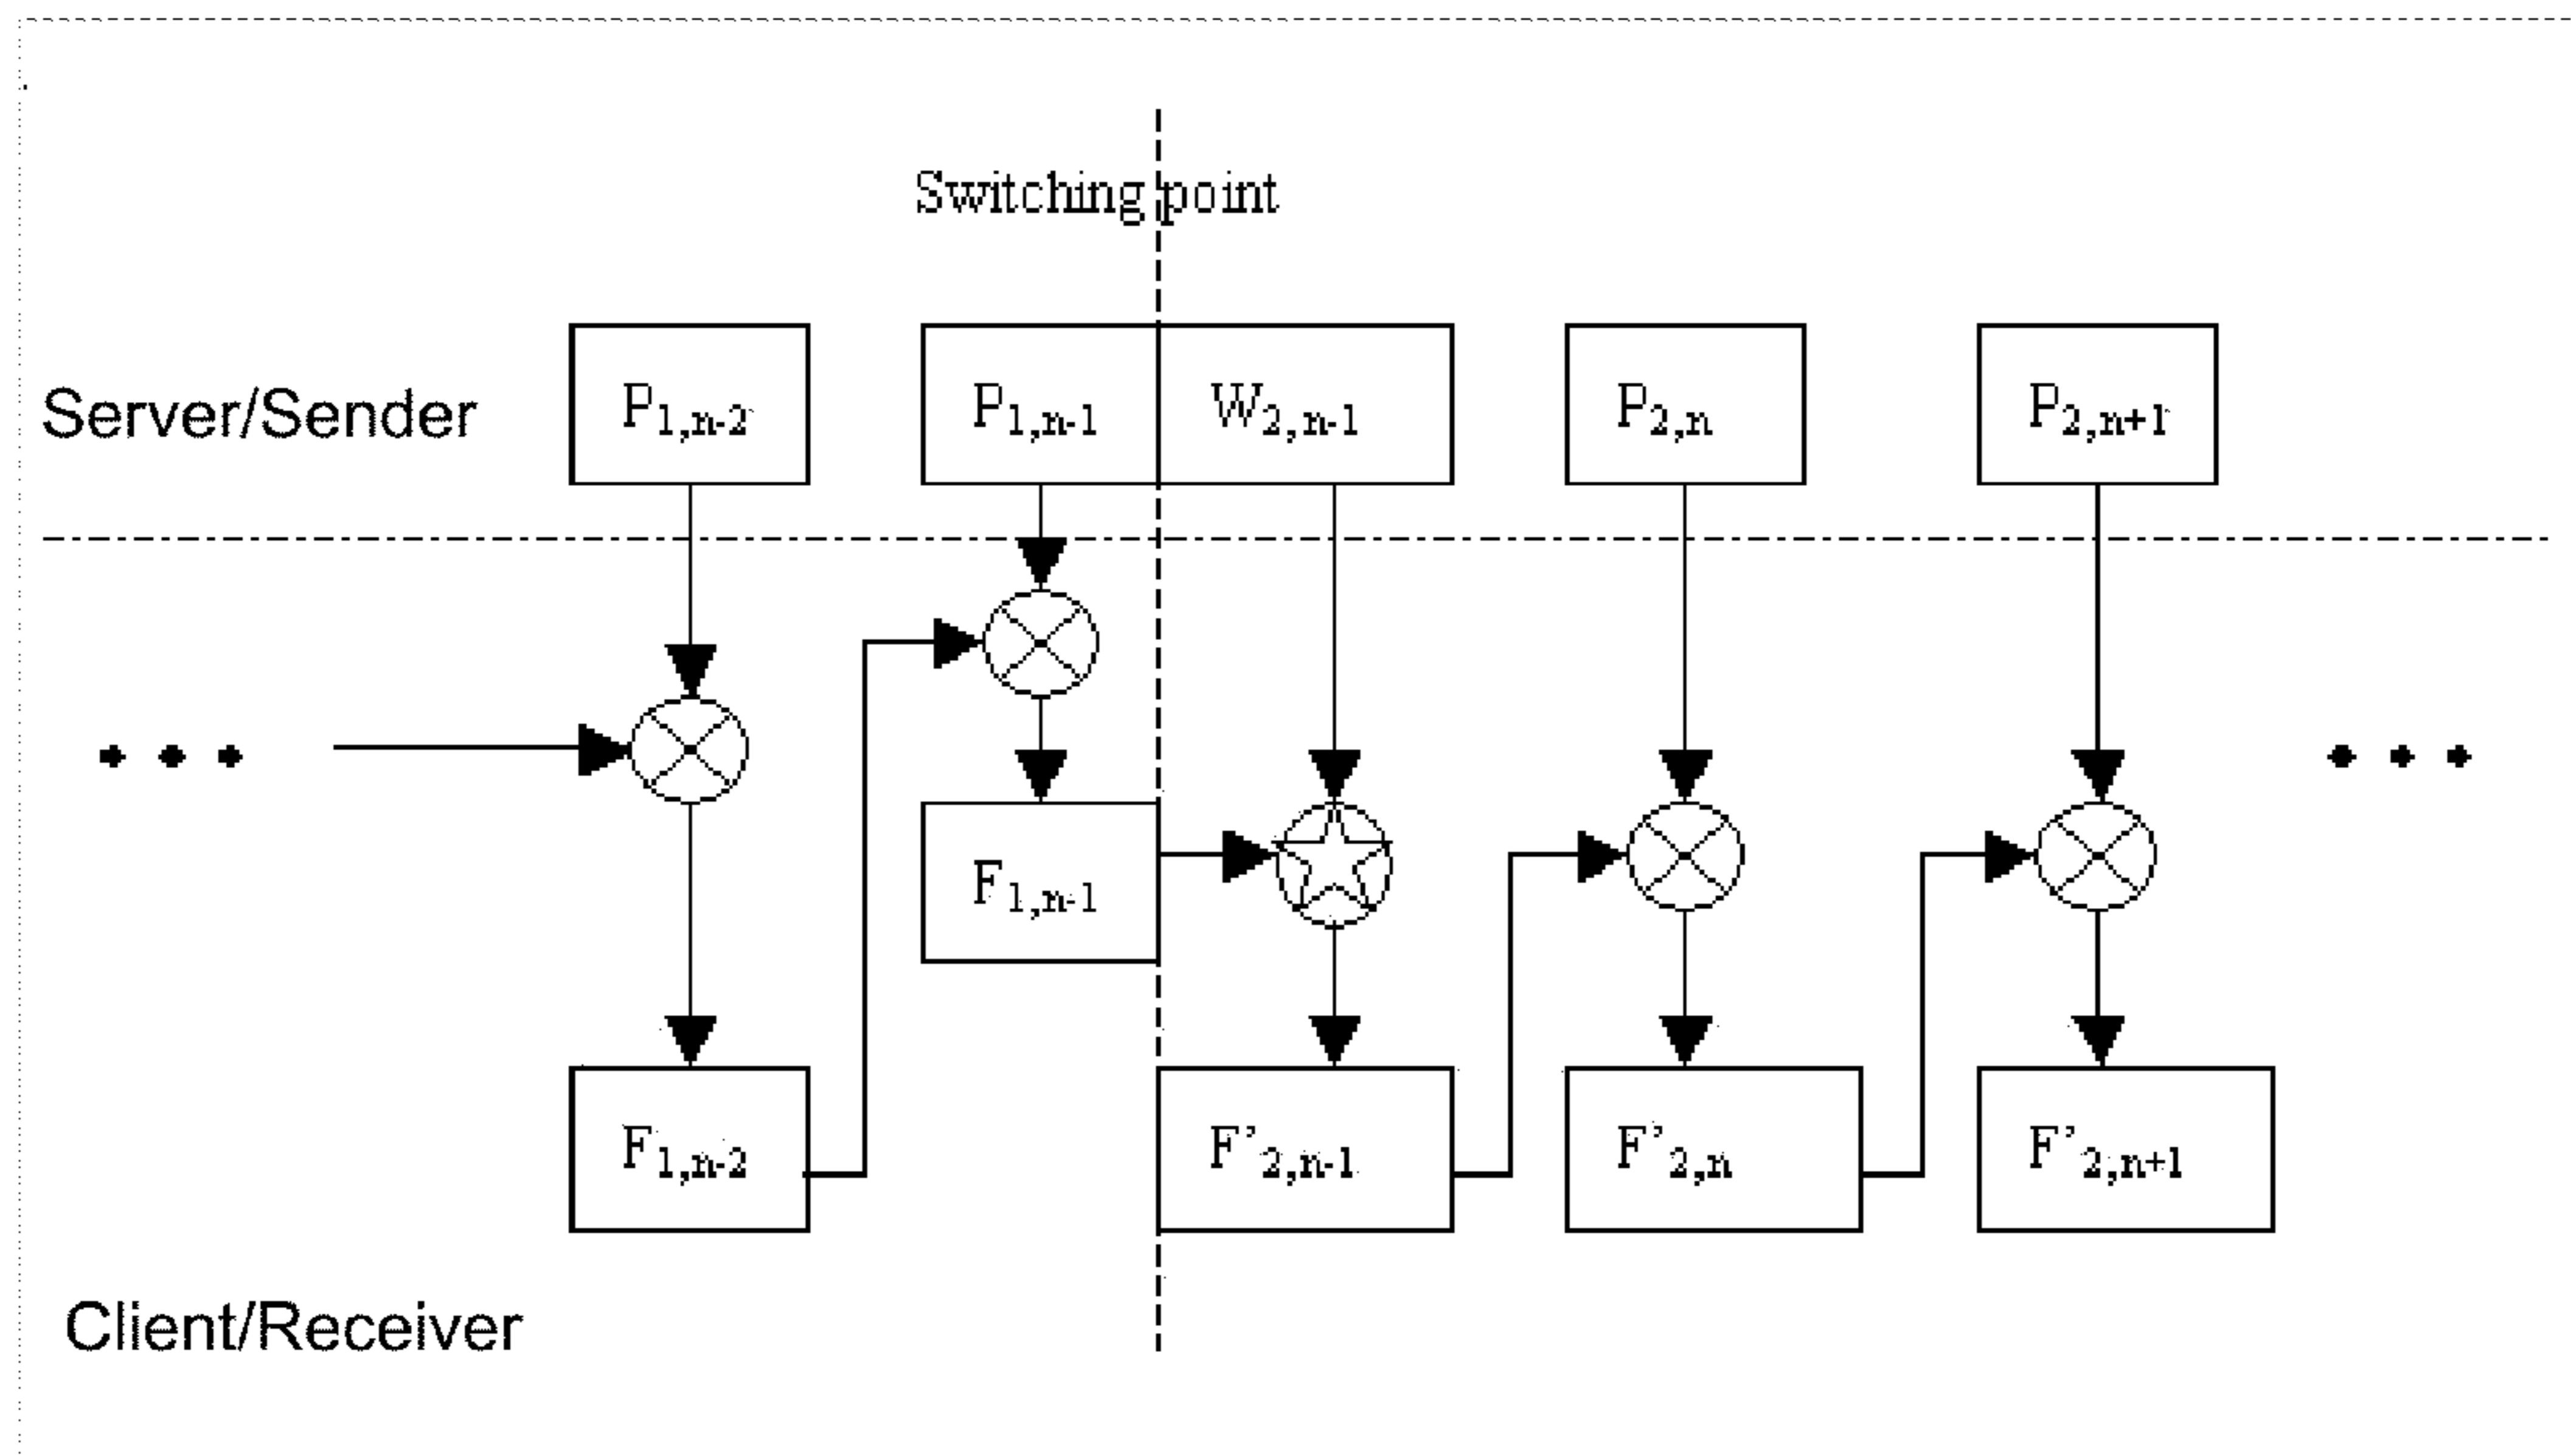 Switching point
Server/Sender
P1,n-2
P1,n-1
W2,n-1
P2,n
P2,n+1
F1,n-1
F1,n-2
F’2,n-1
F’2,n
F’2,n+1
Client/Receiver